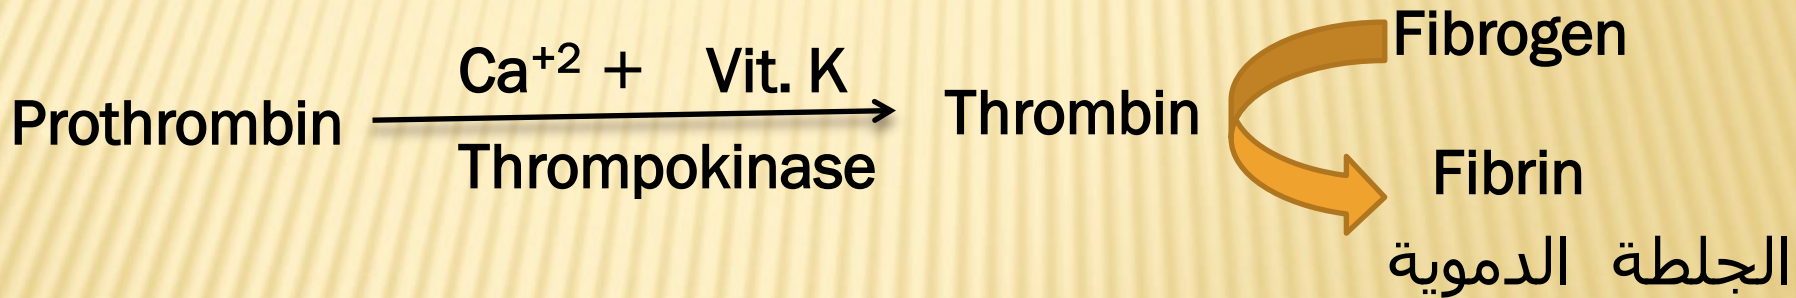 Prothrombin
Ca⁺² + Vit. K
Thrompokinase
Thrombin
Fibrogen
Fibrin
الجلطة الدموية